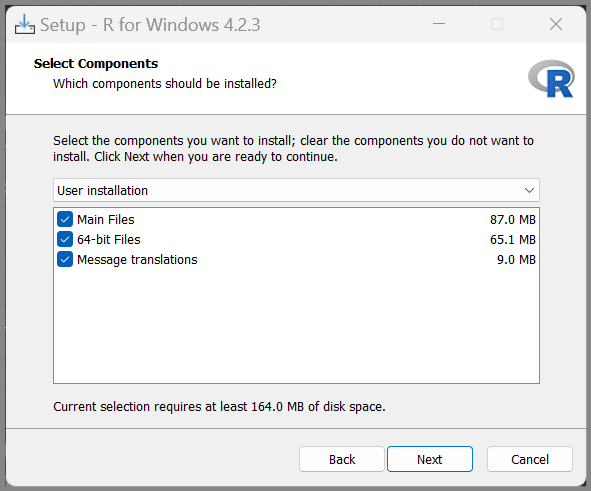 Setup - R for Windows 4.2.3
Select Components
Which components should be installed?
R
Select the components you want to install; clear the components you do not want to
install. Click Next when you are ready to continue.
User installation
Main Files 87.0 MB
64-bit Files 65.1 MB
Message translations 9.0 MB
Current selection requires at least 164.0 MB of disk space.
Back Next Cancel